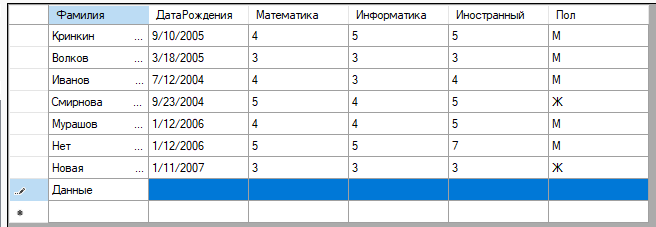 Фамилия ДатаРождения Математика Информатика Иностранный Пол
Кринкин ... 9/10/2005 4 5 5 М
Волков ... 3/18/2005 3 3 3 М
Иванов ... 7/12/2004 4 3 4 М
Смирнова ... 9/23/2004 5 4 5 Ж
Мурашов ... 1/12/2006 4 4 5 М
Нет ... 1/12/2006 5 5 7 М
Новая ... 1/11/2007 3 3 3 Ж
Данные